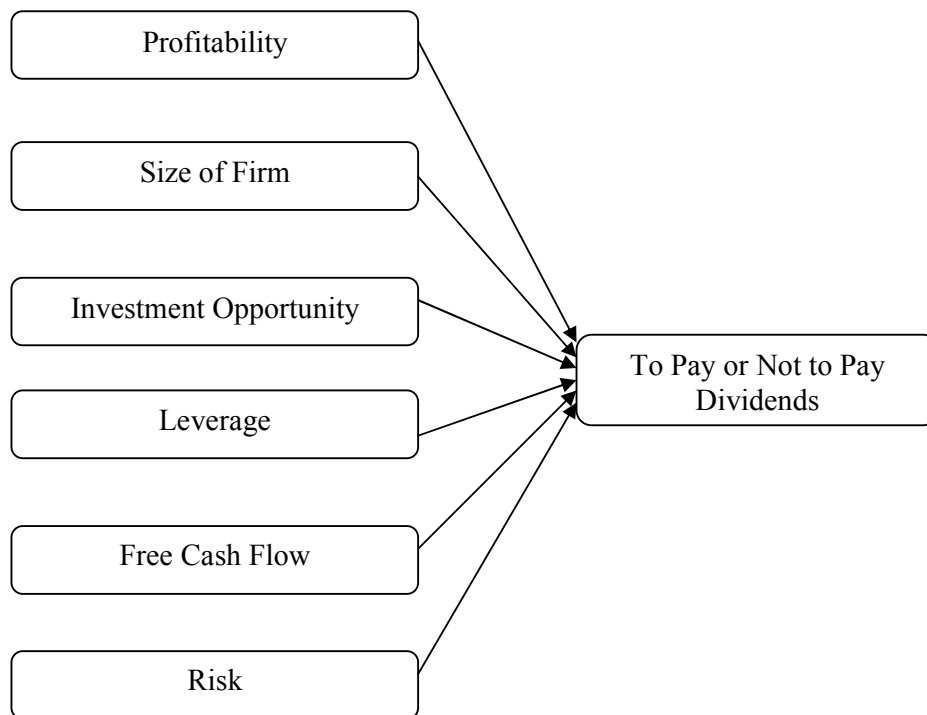 Profitability
Size of Firm
Investment Opportunity
To Pay or Not to Pay
Dividends
Leverage
Free Cash Flow
Risk